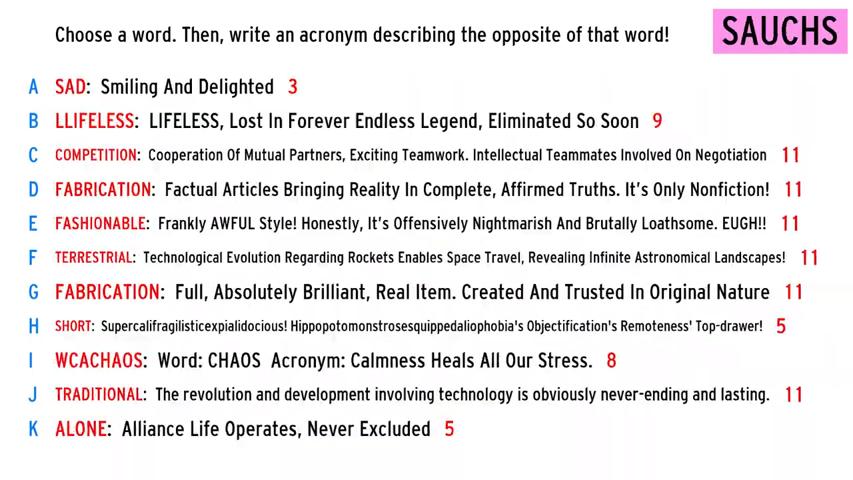 Choose a word. Then, write an acronym describing the opposite of that word!
SAUCHS
A SAD: Smiling And Delighted 3
B LLIFELESS: LIFELESS, Lost In Forever Endless Legend, Eliminated So Soon 9
C COMPETITION: Cooperation Of Mutual Partners, Exciting Teamwork. Intellectual Teammates Involved On Negotiation 11
D FABRICATION: Factual Articles Bringing Reality In Complete, Affirmed Truths. It's Only Nonfiction! 11
E FASHIONABLE: Frankly AWFUL Style! Honestly, It's Offensively Nightmarish And Brutally Loathsome. EUGH!! 11
F TERRESTRIAL: Technological Evolution Regarding Rockets Enables Space Travel, Revealing Infinite Astronomical Landscapes! 11
G FABRICATION: Full, Absolutely Brilliant, Real Item. Created And Trusted In Original Nature 11
H SHORT: Supercalifragilisticexpialidocious! Hippopotomonstrosesquippedaliophobia's Objectification's Remoteness' Top-drawer! 5
I WCACHAOS: Word: CHAOS Acronym: Calmness Heals All Our Stress. 8
J TRADITIONAL: The revolution and development involving technology is obviously never-ending and lasting. 11
K ALONE: Alliance Life Operates, Never Excluded 5